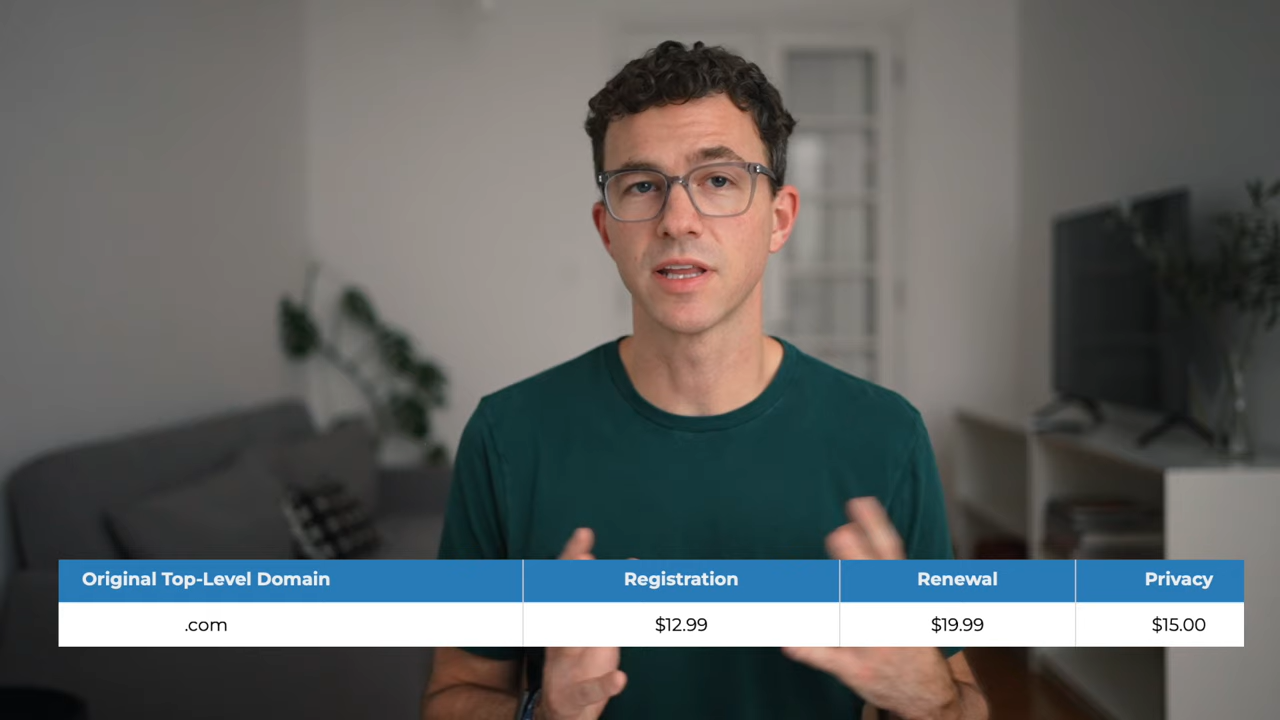 Original Top-Level Domain Registration Renewal Privacy
.com $12.99 $19.99 $15.00